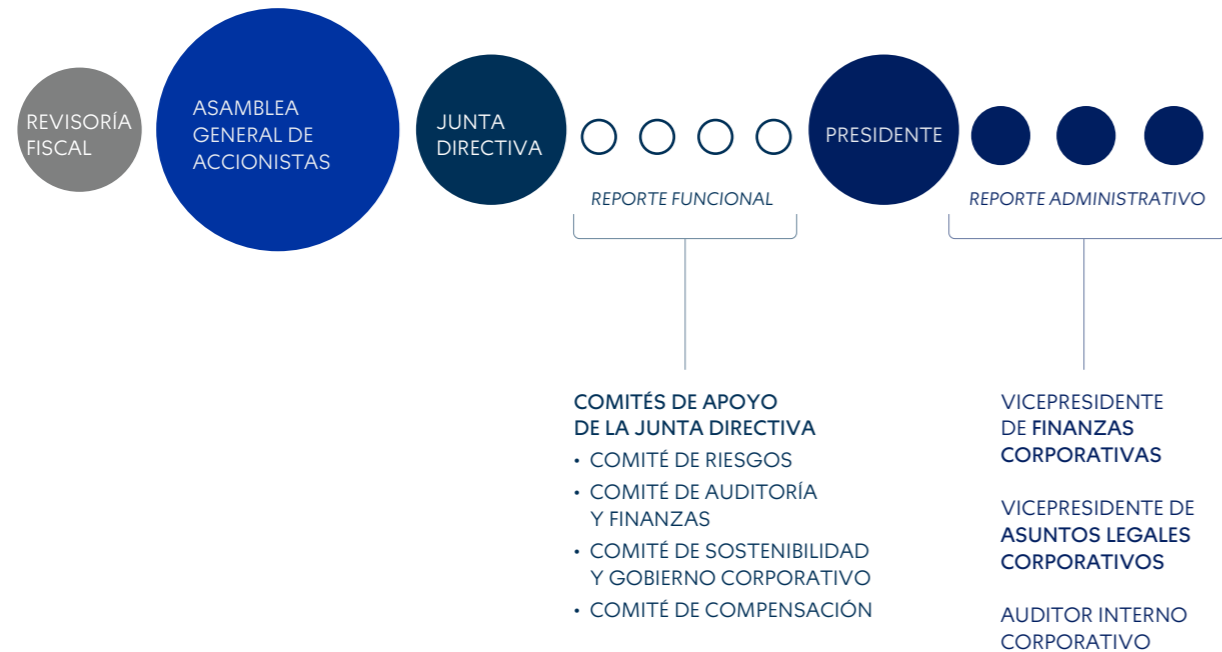 REVISORÍA
FISCAL
ASAMBLEA
GENERAL DE
ACCIONISTAS
JUNTA
DIRECTIVA
REPORTE FUNCIONAL
PRESIDENTE
REPORTE ADMINISTRATIVO
COMITÉS DE APOYO
DE LA JUNTA DIRECTIVA
• COMITÉ DE RIESGOS
• COMITÉ DE AUDITORÍA
Y FINANZAS
• COMITÉ DE SOSTENIBILIDAD
Y GOBIERNO CORPORATIVO
• COMITÉ DE COMPENSACIÓN
VICEPRESIDENTE
DE FINANZAS
CORPORATIVAS
VICEPRESIDENTE DE
ASUNTOS LEGALES
CORPORATIVOS
AUDITOR INTERNO
CORPORATIVO